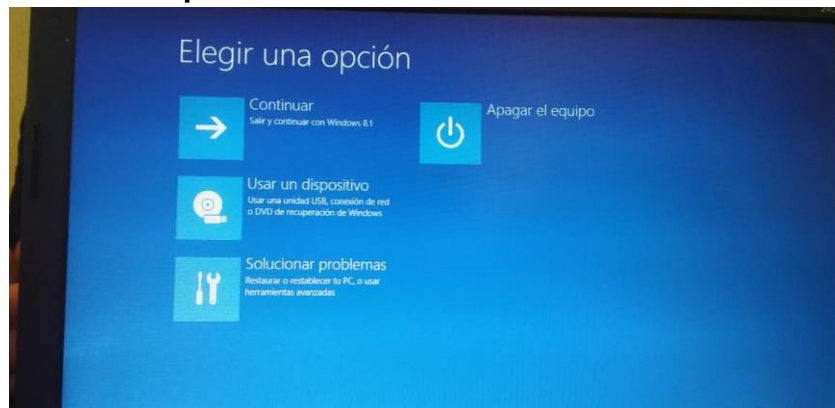 Elegir una opción
Continuar
Salir y continuar con Windows 8.1
Apagar el equipo
Usar un dispositivo
Usar una unidad USB, conexión de red
o DVD de recuperación de Windows
Solucionar problemas
Restaurar o restablecer tu PC, o usar
herramientas avanzadas